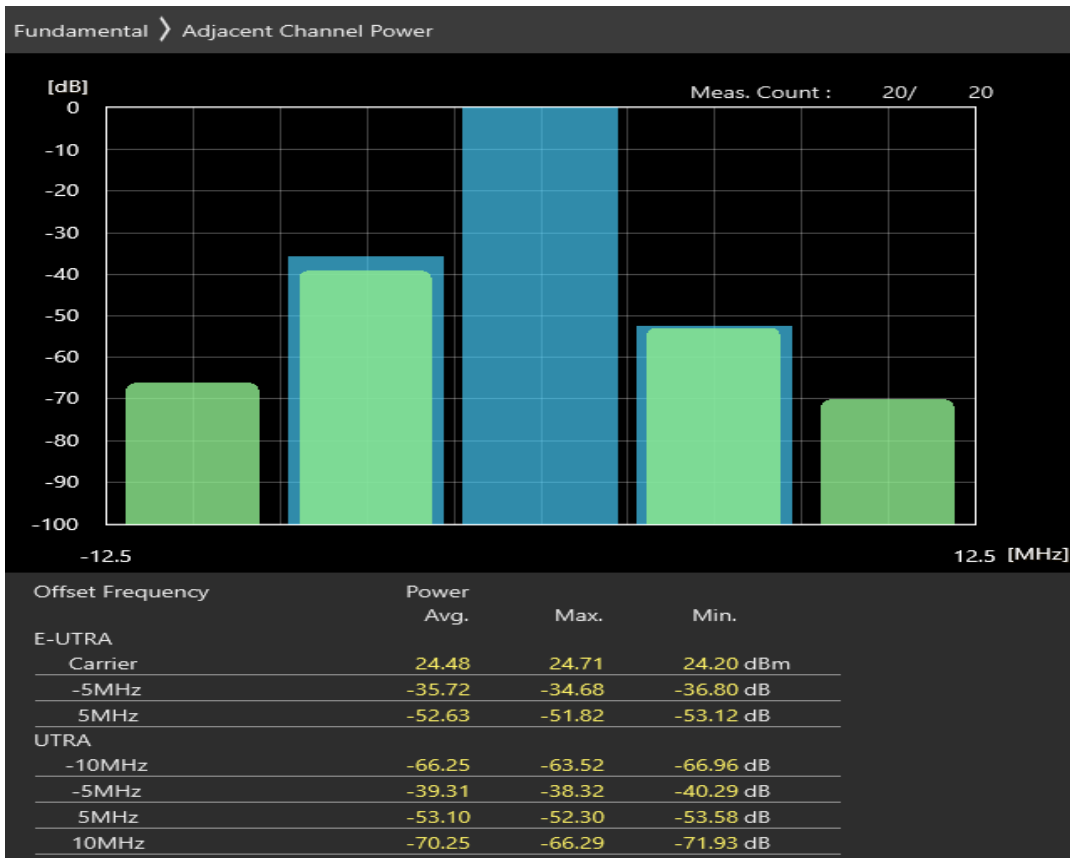 Fundamental 〉 Adjacent Channel Power
[dB]
Meas. Count : 20/ 20
0
-10
-20
-30
-40
-50
-60
-70
-80
-90
-100
-12.5 12.5 [MHz]
Offset Frequency Power
Avg. Max. Min.
E-UTRA
Carrier 24.48 24.71 24.20 dBm
-5MHz -35.72 -34.68 -36.80 dB
5MHz -52.63 -51.82 -53.12 dB
UTRA
-10MHz -66.25 -63.52 -66.96 dB
-5MHz -39.31 -38.32 -40.29 dB
5MHz -53.10 -52.30 -53.58 dB
10MHz -70.25 -66.29 -71.93 dB